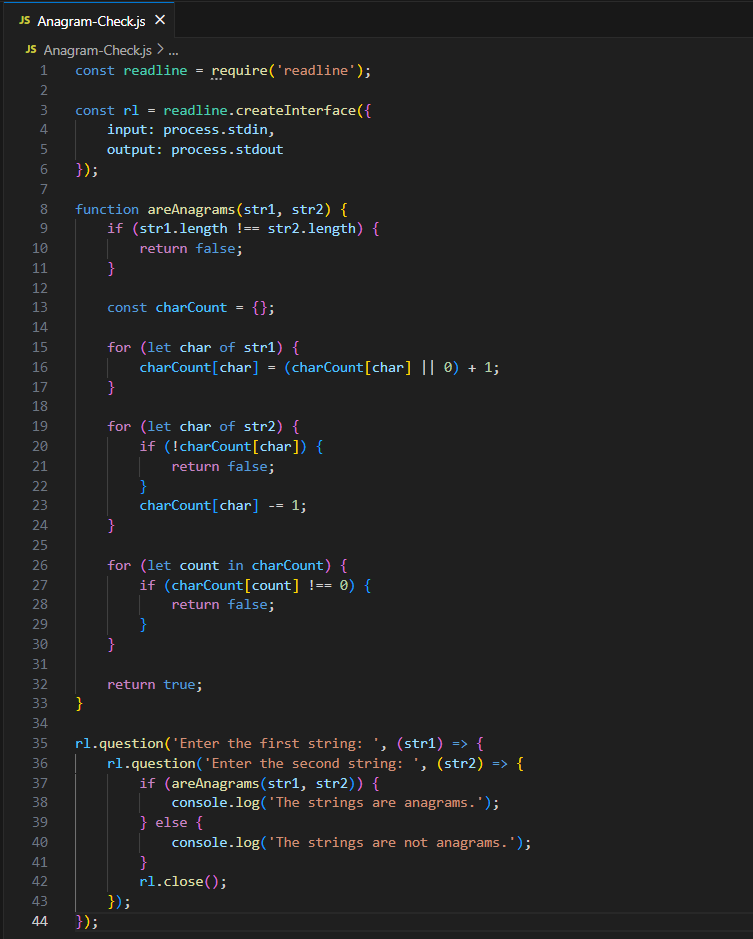 JS Anagram-Check.js ×
JS Anagram-Check.js > ...
1 const readline = require('readline');
2
3 const rl = readline.createInterface({
4     input: process.stdin,
5     output: process.stdout
6 });
7
8 function areAnagrams(str1, str2) {
9     if (str1.length !== str2.length) {
10         return false;
11     }
12
13     const charCount = {};
14
15     for (let char of str1) {
16         charCount[char] = (charCount[char] || 0) + 1;
17     }
18
19     for (let char of str2) {
20         if (!charCount[char]) {
21             return false;
22         }
23         charCount[char] -= 1;
24     }
25
26     for (let count in charCount) {
27         if (charCount[count] !== 0) {
28             return false;
29         }
30     }
31
32     return true;
33 }
34
35 rl.question('Enter the first string: ', (str1) => {
36     rl.question('Enter the second string: ', (str2) => {
37         if (areAnagrams(str1, str2)) {
38             console.log('The strings are anagrams.');
39         } else {
40             console.log('The strings are not anagrams.');
41         }
42         rl.close();
43     });
44 });